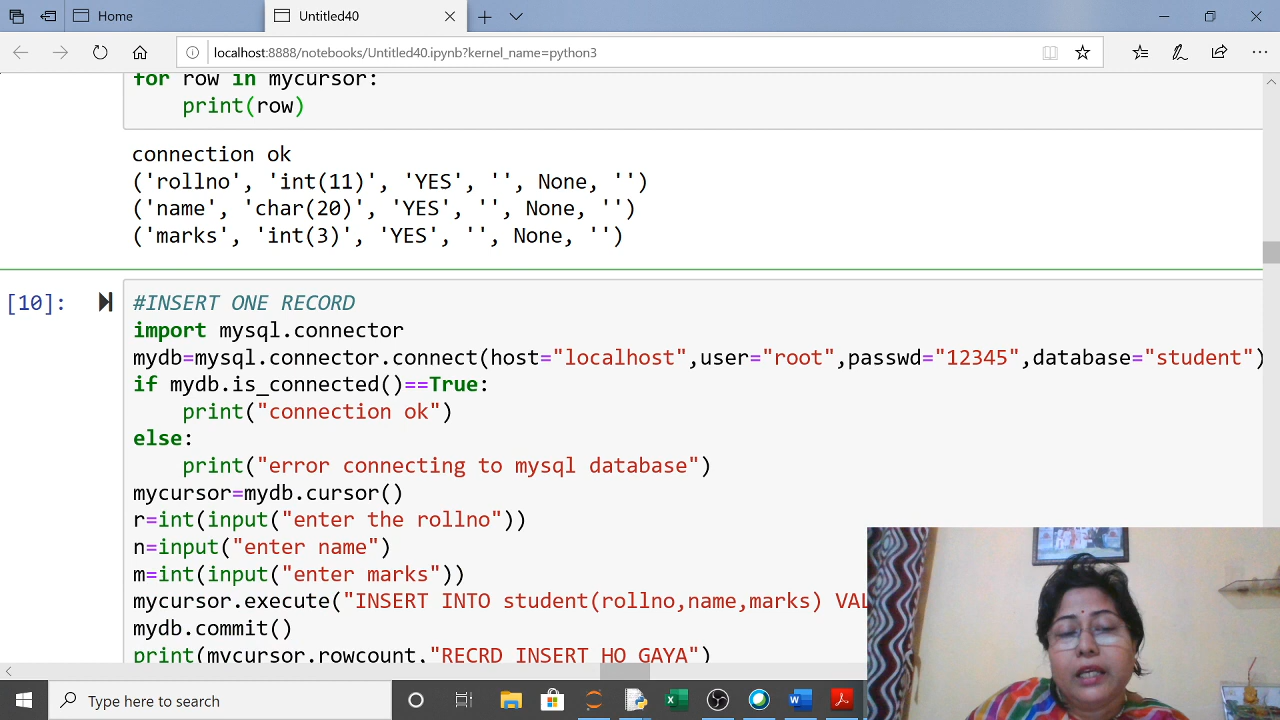 Home
Untitled40
localhost:8888/notebooks/Untitled40.ipynb?kernel_name=python3
for row in mycursor:
print(row)
connection ok
('rollno', 'int(11)', 'YES', '', None, '')
('name', 'char(20)', 'YES', '', None, '')
('marks', 'int(3)', 'YES', '', None, '')
[10]:
#INSERT ONE RECORD
import mysql.connector
mydb=mysql.connector.connect(host="localhost",user="root",passwd="12345",database="student")
if mydb.is_connected()==True:
print("connection ok")
else:
print("error connecting to mysql database")
mycursor=mydb.cursor()
r=int(input("enter the rollno"))
n=input("enter name")
m=int(input("enter marks"))
mycursor.execute("INSERT INTO student(rollno,name,marks) VAL
mydb.commit()
print(mycursor.rowcount,"RECRD INSERT HO GAYA")
Type here to search